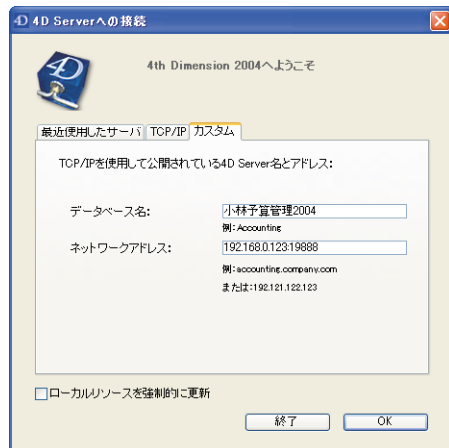 4D Serverへの接続
4th Dimension 2004へようこそ
最近使用したサーバ TCP/IP カスタム
TCP/IPを使用して公開されている4D Server名とアドレス:
データベース名: 小林予算管理2004
例:Accounting
ネットワークアドレス: 192.168.0.123:19888
例:accounting.company.com
または:192.121.122.123
ローカルリソースを強制的に更新
終了 OK